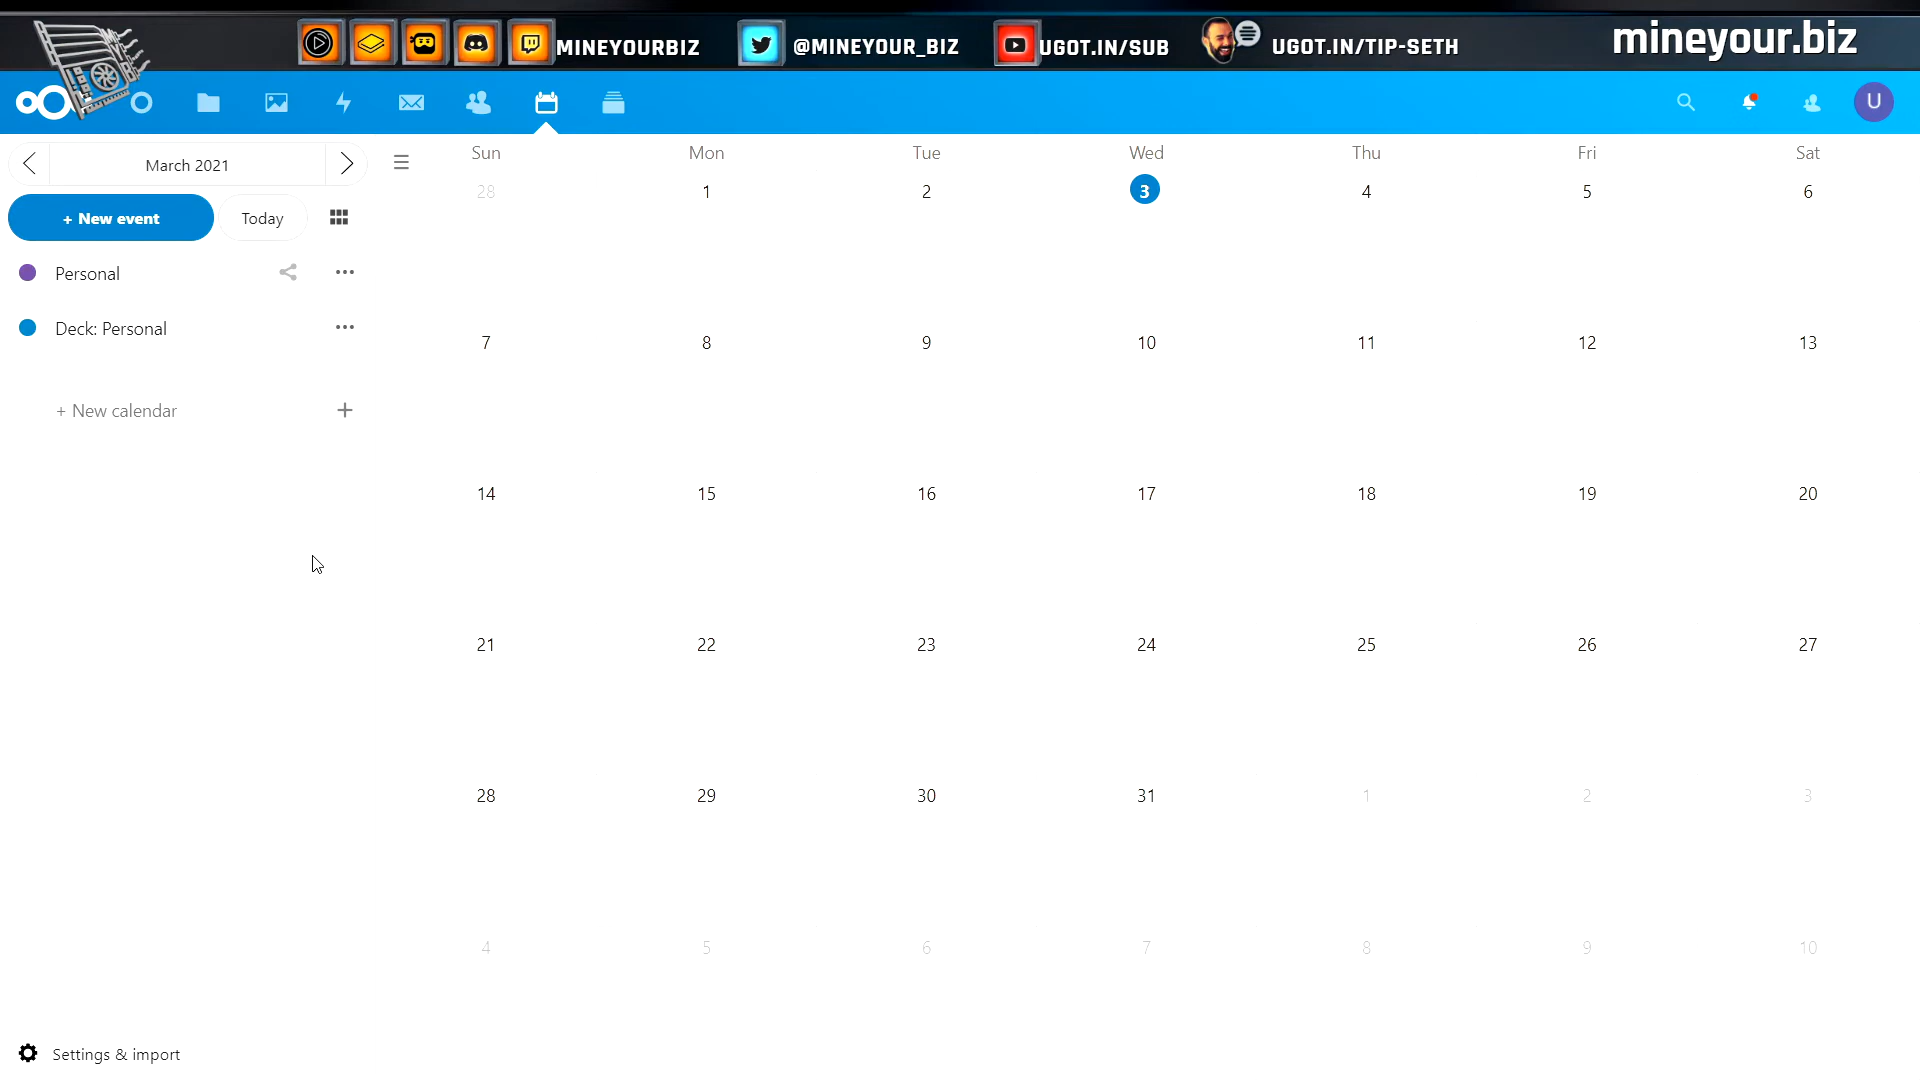 MINEYOURBIZ @MINEYOUR_BIZ UGOT.IN/SUB UGOT.IN/TIP-SETH mineyour.biz
U
March 2021
+ New event Today
Personal
Deck: Personal
+ New calendar
Settings & import
Sun Mon Tue Wed Thu Fri Sat
28 1 2 3 4 5 6
7 8 9 10 11 12 13
14 15 16 17 18 19 20
21 22 23 24 25 26 27
28 29 30 31 1 2 3
4 5 6 7 8 9 10